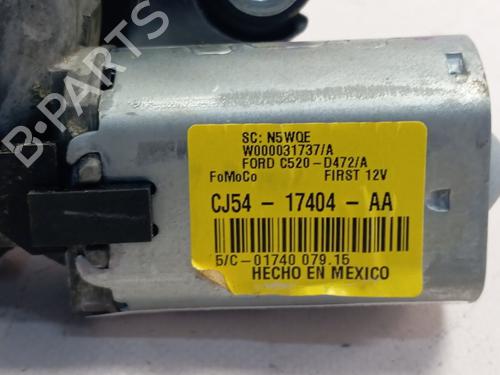 SC: N5WQE
W000031737/A
FORD C520-D472/A
FoMoCo FIRST 12V
CJ54 - 17404 - AA
5/C-01740 079.15
HECHO EN MEXICO
B-PARTS